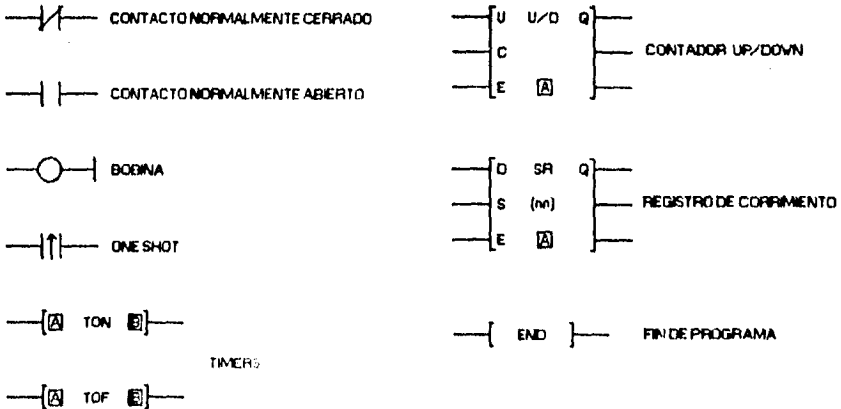 CONTACTO NORMALMENTE CERRADO
CONTACTO NORMALMENTE ABIERTO
BOBINA
ONE SHOT
A TON B
TIMERS
A TOF B
U U/D Q
C
E A
CONTADOR UP/DOWN
D SR Q
S (nn)
E A
REGISTRO DE CORRIMIENTO
END
FIN DE PROGRAMA